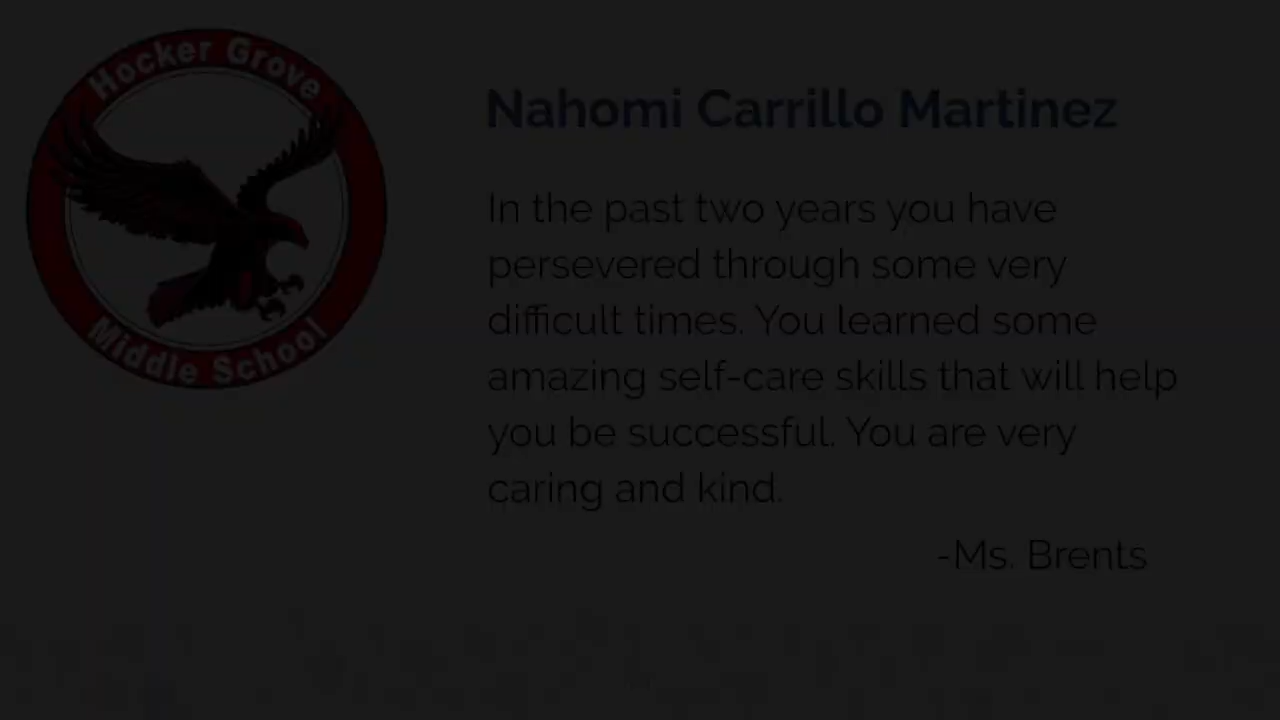 Hocker Grove
Middle School
Nahomi Carrillo Martinez
In the past two years you have
persevered through some very
difficult times. You learned some
amazing self-care skills that will help
you be successful. You are very
caring and kind.
-Ms. Brents